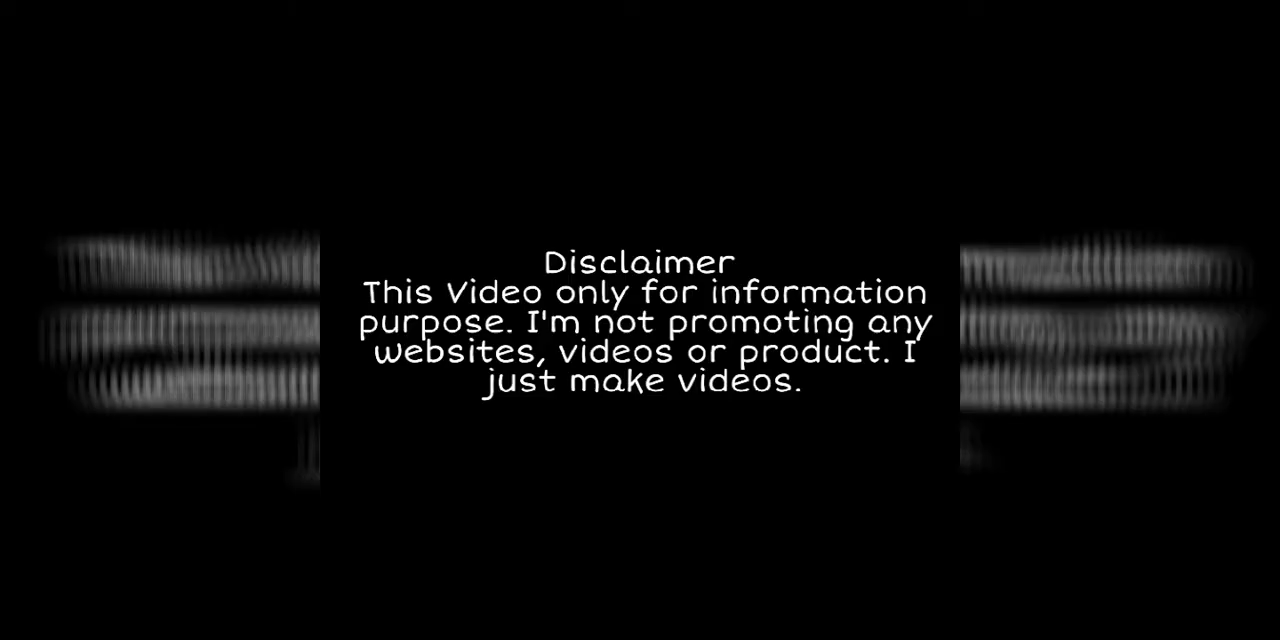 Disclaimer
This Video only for information
purpose. I'm not promoting any
websites, videos or product. I
just make videos.